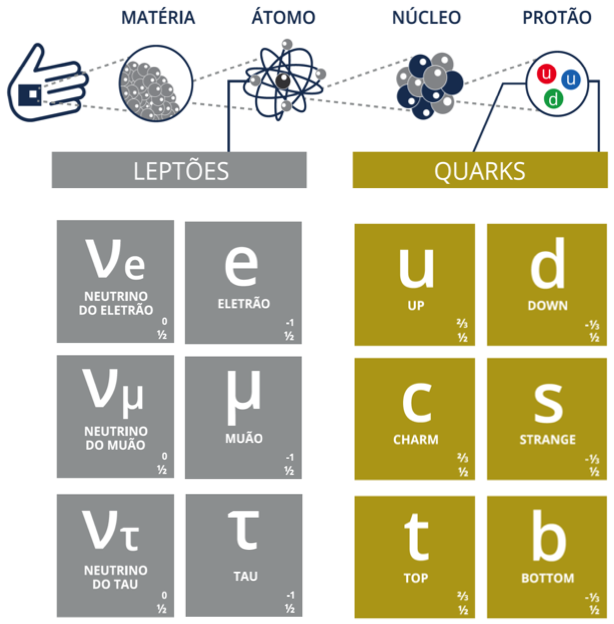 MATÉRIA
ÁTOMO
NÚCLEO
PROTÃO
u
u
d
LEPTÕES
QUARKS
νe
NEUTRINO
DO ELETRÃO
0
½
e
ELETRÃO
-1
½
u
UP
⅔
½
d
DOWN
-⅓
½
νμ
NEUTRINO
DO MUÃO
0
½
μ
MUÃO
-1
½
c
CHARM
⅔
½
s
STRANGE
-⅓
½
ντ
NEUTRINO
DO TAU
0
½
τ
TAU
-1
½
t
TOP
⅔
½
b
BOTTOM
-⅓
½